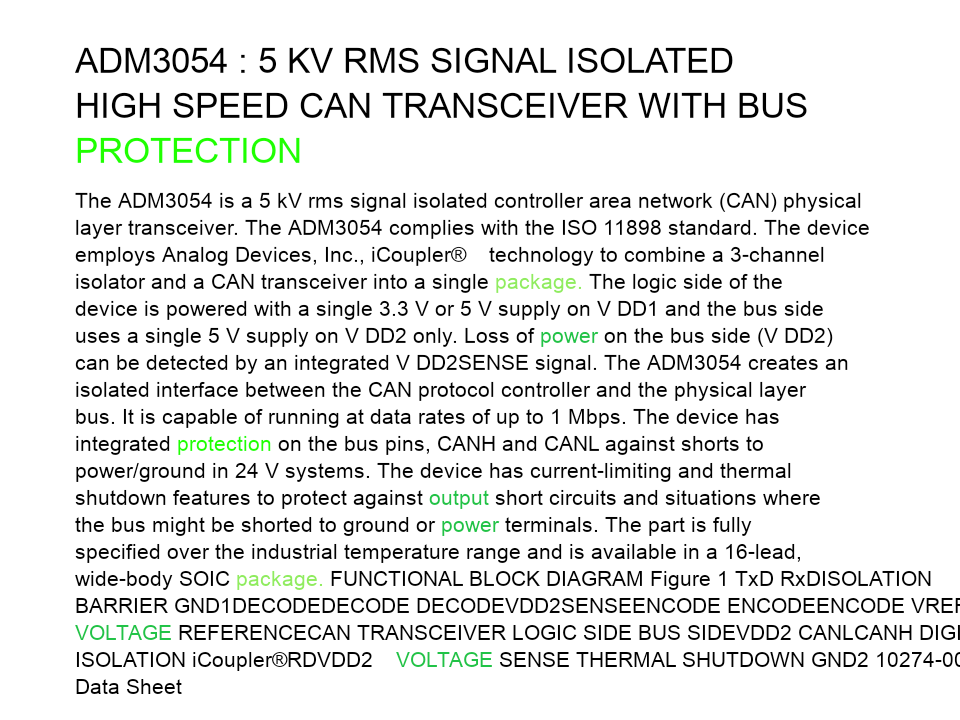 ADM3054 : 5 KV RMS SIGNAL ISOLATED
HIGH SPEED CAN TRANSCEIVER WITH BUS
PROTECTION
The ADM3054 is a 5 kV rms signal isolated controller area network (CAN) physical
layer transceiver. The ADM3054 complies with the ISO 11898 standard. The device
employs Analog Devices, Inc., iCoupler® technology to combine a 3-channel
isolator and a CAN transceiver into a single package. The logic side of the
device is powered with a single 3.3 V or 5 V supply on V DD1 and the bus side
uses a single 5 V supply on V DD2 only. Loss of power on the bus side (V DD2)
can be detected by an integrated V DD2SENSE signal. The ADM3054 creates an
isolated interface between the CAN protocol controller and the physical layer
bus. It is capable of running at data rates of up to 1 Mbps. The device has
integrated protection on the bus pins, CANH and CANL against shorts to
power/ground in 24 V systems. The device has current-limiting and thermal
shutdown features to protect against output short circuits and situations where
the bus might be shorted to ground or power terminals. The part is fully
specified over the industrial temperature range and is available in a 16-lead,
wide-body SOIC package. FUNCTIONAL BLOCK DIAGRAM Figure 1 TxD RxDISOLATION
BARRIER GND1DECODEDECODE DECODEVDD2SENSEENCODE ENCODEENCODE VREF
VOLTAGE REFERENCECAN TRANSCEIVER LOGIC SIDE BUS SIDEVDD2 CANLCANH DIGI
ISOLATION iCoupler®RDVDD2 VOLTAGE SENSE THERMAL SHUTDOWN GND2 10274-00
Data Sheet